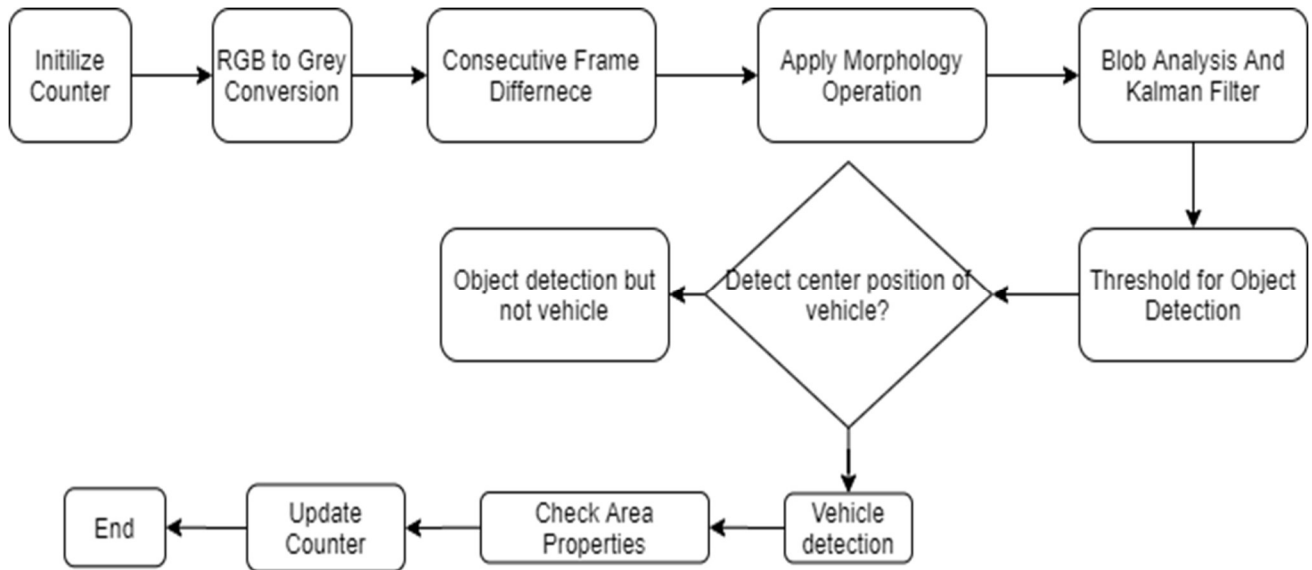 Initilize
Counter
RGB to Grey
Conversion
Consecutive Frame
Differnece
Apply Morphology
Operation
Blob Analysis And
Kalman Filter
Object detection but
not vehicle
Detect center position of
vehicle?
Threshold for Object
Detection
End
Update
Counter
Check Area
Properties
Vehicle
detection